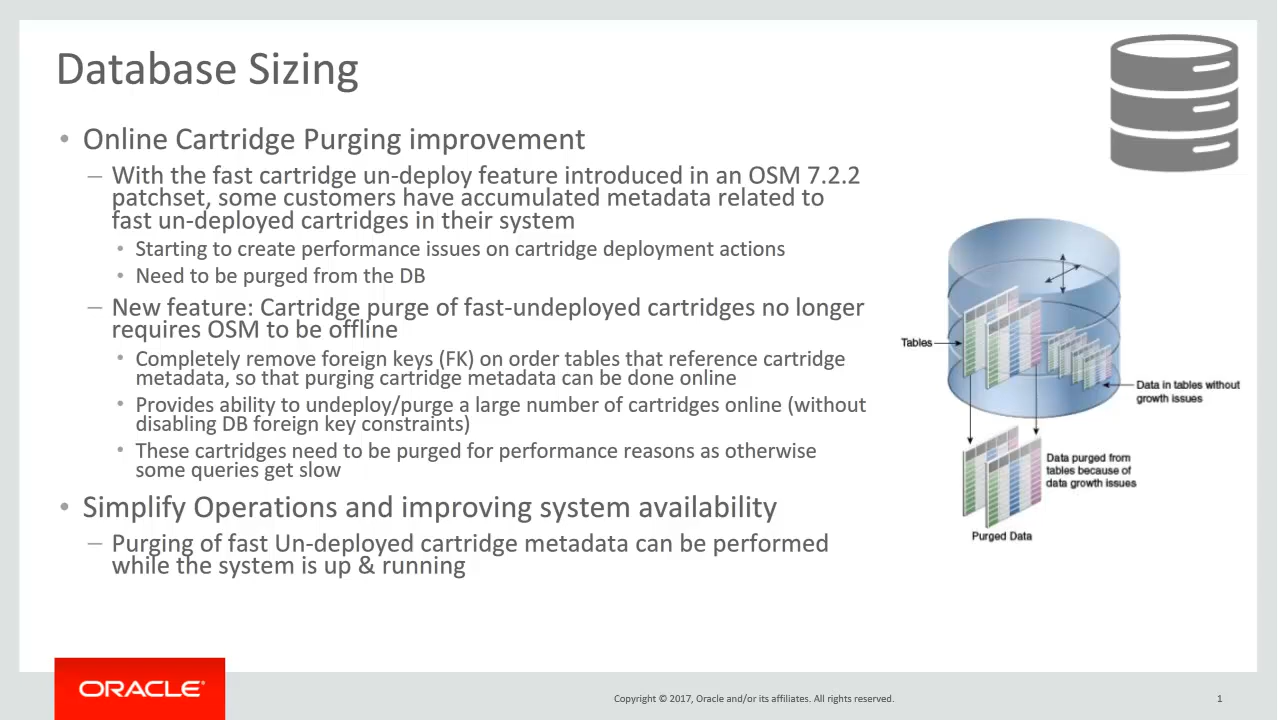 Database Sizing
• Online Cartridge Purging improvement
– With the fast cartridge un-deploy feature introduced in an OSM 7.2.2
patchset, some customers have accumulated metadata related to
fast un-deployed cartridges in their system
• Starting to create performance issues on cartridge deployment actions
• Need to be purged from the DB
– New feature: Cartridge purge of fast-undeployed cartridges no longer
requires OSM to be offline
• Completely remove foreign keys (FK) on order tables that reference cartridge
metadata, so that purging cartridge metadata can be done online
• Provides ability to undeploy/purge a large number of cartridges online (without
disabling DB foreign key constraints)
• These cartridges need to be purged for performance reasons as otherwise
some queries get slow
• Simplify Operations and improving system availability
– Purging of fast Un-deployed cartridge metadata can be performed
while the system is up & running
Tables
Data in tables without
growth issues
Data purged from
tables because of
data growth issues
Purged Data
ORACLE®
Copyright © 2017, Oracle and/or its affiliates. All rights reserved.
1